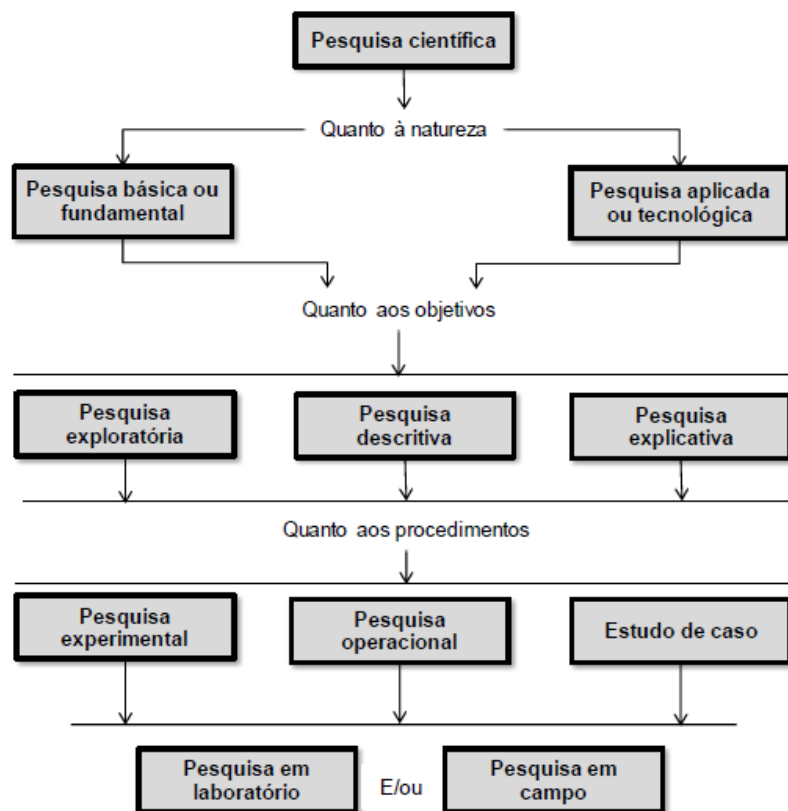 Pesquisa científica
Quanto à natureza
Pesquisa básica ou
fundamental
Pesquisa aplicada
ou tecnológica
Quanto aos objetivos
Pesquisa
exploratória
Pesquisa
descritiva
Pesquisa
explicativa
Quanto aos procedimentos
Pesquisa
experimental
Pesquisa
operacional
Estudo de caso
Pesquisa em
laboratório
E/ou
Pesquisa em
campo